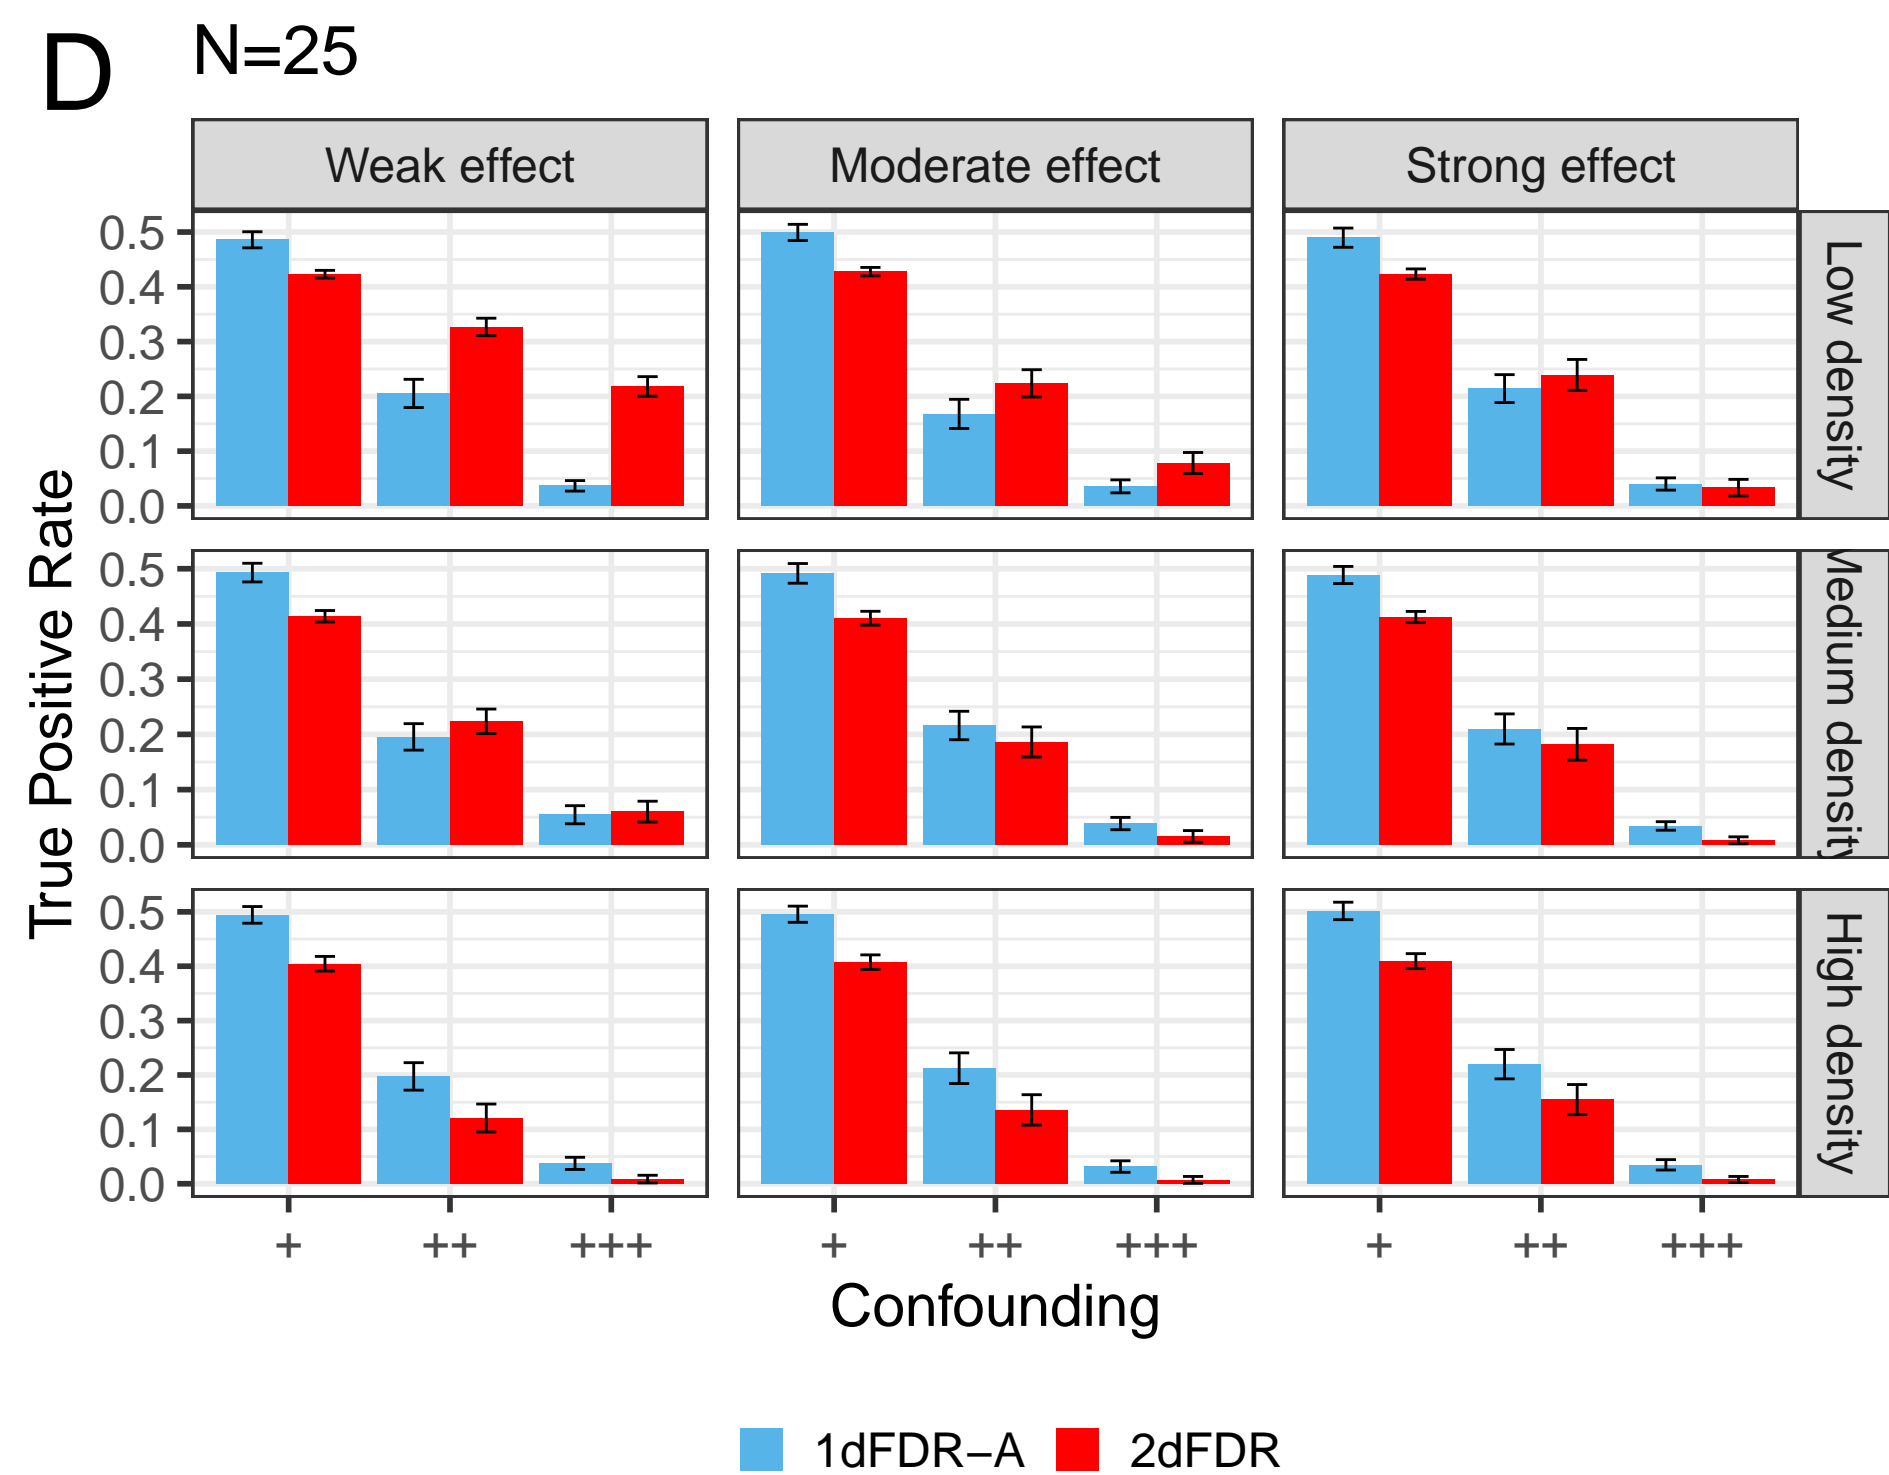 D
N=25
Weak effect
Moderate effect
Strong effect
True Positive Rate
0.5
0.4
0.3
0.2
0.1
0.0
Low density
0.5
0.4
0.3
0.2
0.1
0.0
Medium density
0.5
0.4
0.3
0.2
0.1
0.0
High density
+ ++ +++ + ++ +++ + ++ +++
Confounding
1dFDR−A 2dFDR